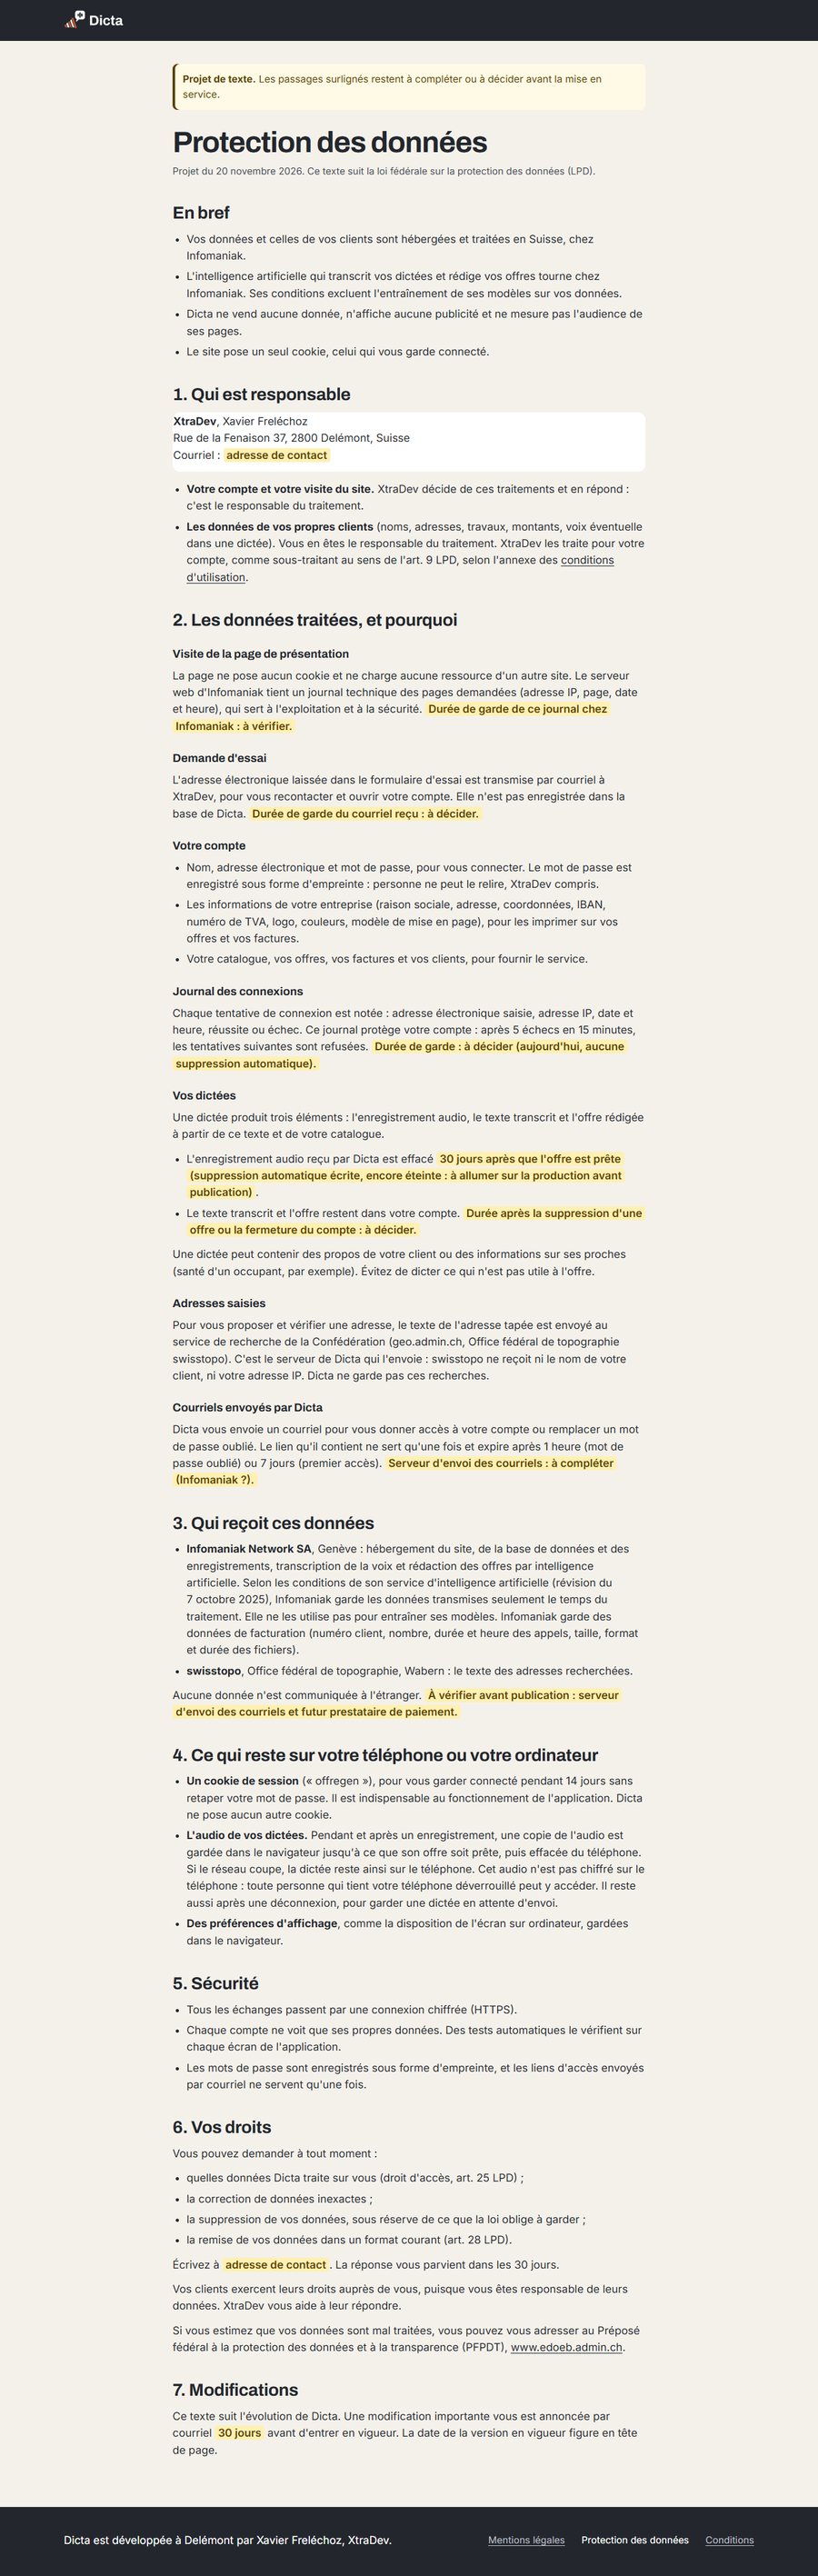 Dicta
Projet de texte. Les passages surlignés restent à compléter ou à décider avant la mise en
service.
Protection des données
Projet du 20 novembre 2026. Ce texte suit la loi fédérale sur la protection des données (LPD).
En bref
• Vos données et celles de vos clients sont hébergées et traitées en Suisse, chez
Infomaniak.
• L'intelligence artificielle qui transcrit vos dictées et rédige vos offres tourne chez
Infomaniak. Ses conditions excluent l'entraînement de ses modèles sur vos données.
• Dicta ne vend aucune donnée, n'affiche aucune publicité et ne mesure pas l'audience de
ses pages.
• Le site pose un seul cookie, celui qui vous garde connecté.
1. Qui est responsable
XtraDev, Xavier Freléchoz
Rue de la Fenaison 37, 2800 Delémont, Suisse
Courriel : adresse de contact
• Votre compte et votre visite du site. XtraDev décide de ces traitements et en répond :
c'est le responsable du traitement.
• Les données de vos propres clients (noms, adresses, travaux, montants, voix éventuelle
dans une dictée). Vous en êtes le responsable du traitement. XtraDev les traite pour votre
compte, comme sous-traitant au sens de l'art. 9 LPD, selon l'annexe des conditions
d'utilisation.
2. Les données traitées, et pourquoi
Visite de la page de présentation
La page ne pose aucun cookie et ne charge aucune ressource d'un autre site. Le serveur
web d'Infomaniak tient un journal technique des pages demandées (adresse IP, page, date
et heure), qui sert à l'exploitation et à la sécurité. Durée de garde de ce journal chez
Infomaniak : à vérifier.
Demande d'essai
L'adresse électronique laissée dans le formulaire d'essai est transmise par courriel à
XtraDev, pour vous recontacter et ouvrir votre compte. Elle n'est pas enregistrée dans la
base de Dicta. Durée de garde du courriel reçu : à décider.
Votre compte
• Nom, adresse électronique et mot de passe, pour vous connecter. Le mot de passe est
enregistré sous forme d'empreinte : personne ne peut le relire, XtraDev compris.
• Les informations de votre entreprise (raison sociale, adresse, coordonnées, IBAN,
numéro de TVA, logo, couleurs, modèle de mise en page), pour les imprimer sur vos
offres et vos factures.
• Votre catalogue, vos offres, vos factures et vos clients, pour fournir le service.
Journal des connexions
Chaque tentative de connexion est notée : adresse électronique saisie, adresse IP, date et
heure, réussite ou échec. Ce journal protège votre compte : après 5 échecs en 15 minutes,
les tentatives suivantes sont refusées. Durée de garde : à décider (aujourd'hui, aucune
suppression automatique).
Vos dictées
Une dictée produit trois éléments : l'enregistrement audio, le texte transcrit et l'offre rédigée
à partir de ce texte et de votre catalogue.
• L'enregistrement audio reçu par Dicta est effacé 30 jours après que l'offre est prête
(suppression automatique écrite, encore éteinte : à allumer sur la production avant
publication) .
• Le texte transcrit et l'offre restent dans votre compte. Durée après la suppression d'une
offre ou la fermeture du compte : à décider.
Une dictée peut contenir des propos de votre client ou des informations sur ses proches
(santé d'un occupant, par exemple). Évitez de dicter ce qui n'est pas utile à l'offre.
Adresses saisies
Pour vous proposer et vérifier une adresse, le texte de l'adresse tapée est envoyé au
service de recherche de la Confédération (geo.admin.ch, Office fédéral de topographie
swisstopo). C'est le serveur de Dicta qui l'envoie : swisstopo ne reçoit ni le nom de votre
client, ni votre adresse IP. Dicta ne garde pas ces recherches.
Courriels envoyés par Dicta
Dicta vous envoie un courriel pour vous donner accès à votre compte ou remplacer un mot
de passe oublié. Le lien qu'il contient ne sert qu'une fois et expire après 1 heure (mot de
passe oublié) ou 7 jours (premier accès). Serveur d'envoi des courriels : à compléter
(Infomaniak ?).
3. Qui reçoit ces données
• Infomaniak Network SA, Genève : hébergement du site, de la base de données et des
enregistrements, transcription de la voix et rédaction des offres par intelligence
artificielle. Selon les conditions de son service d'intelligence artificielle (révision du
7 octobre 2025), Infomaniak garde les données transmises seulement le temps du
traitement. Elle ne les utilise pas pour entraîner ses modèles. Infomaniak garde des
données de facturation (numéro client, nombre, durée et heure des appels, taille, format
et durée des fichiers).
• swisstopo, Office fédéral de topographie, Wabern : le texte des adresses recherchées.
Aucune donnée n'est communiquée à l'étranger. À vérifier avant publication : serveur
d'envoi des courriels et futur prestataire de paiement.
4. Ce qui reste sur votre téléphone ou votre ordinateur
• Un cookie de session (« offregen »), pour vous garder connecté pendant 14 jours sans
retaper votre mot de passe. Il est indispensable au fonctionnement de l'application. Dicta
ne pose aucun autre cookie.
• L'audio de vos dictées. Pendant et après un enregistrement, une copie de l'audio est
gardée dans le navigateur jusqu'à ce que son offre soit prête, puis effacée du téléphone.
Si le réseau coupe, la dictée reste ainsi sur le téléphone. Cet audio n'est pas chiffré sur le
téléphone : toute personne qui tient votre téléphone déverrouillé peut y accéder. Il reste
aussi après une déconnexion, pour garder une dictée en attente d'envoi.
• Des préférences d'affichage, comme la disposition de l'écran sur ordinateur, gardées
dans le navigateur.
5. Sécurité
• Tous les échanges passent par une connexion chiffrée (HTTPS).
• Chaque compte ne voit que ses propres données. Des tests automatiques le vérifient sur
chaque écran de l'application.
• Les mots de passe sont enregistrés sous forme d'empreinte, et les liens d'accès envoyés
par courriel ne servent qu'une fois.
6. Vos droits
Vous pouvez demander à tout moment :
• quelles données Dicta traite sur vous (droit d'accès, art. 25 LPD) ;
• la correction de données inexactes ;
• la suppression de vos données, sous réserve de ce que la loi oblige à garder ;
• la remise de vos données dans un format courant (art. 28 LPD).
Écrivez à adresse de contact . La réponse vous parvient dans les 30 jours.
Vos clients exercent leurs droits auprès de vous, puisque vous êtes responsable de leurs
données. XtraDev vous aide à leur répondre.
Si vous estimez que vos données sont mal traitées, vous pouvez vous adresser au Préposé
fédéral à la protection des données et à la transparence (PFPDT), www.edoeb.admin.ch.
7. Modifications
Ce texte suit l'évolution de Dicta. Une modification importante vous est annoncée par
courriel 30 jours avant d'entrer en vigueur. La date de la version en vigueur figure en tête
de page.
Dicta est développée à Delémont par Xavier Freléchoz, XtraDev.
Mentions légales
Protection des données
Conditions